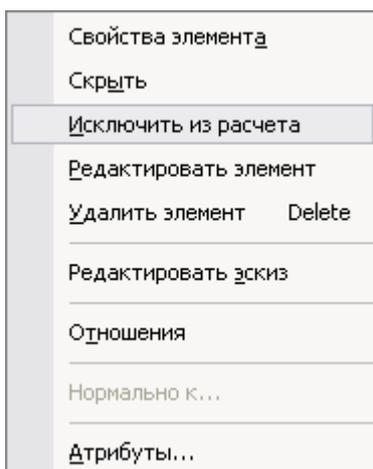 Свойства элемента
Скрыть
Исключить из расчета
Редактировать элемент
Удалить элемент Delete
Редактировать эскиз
Отношения
Нормально к...
Атрибуты...